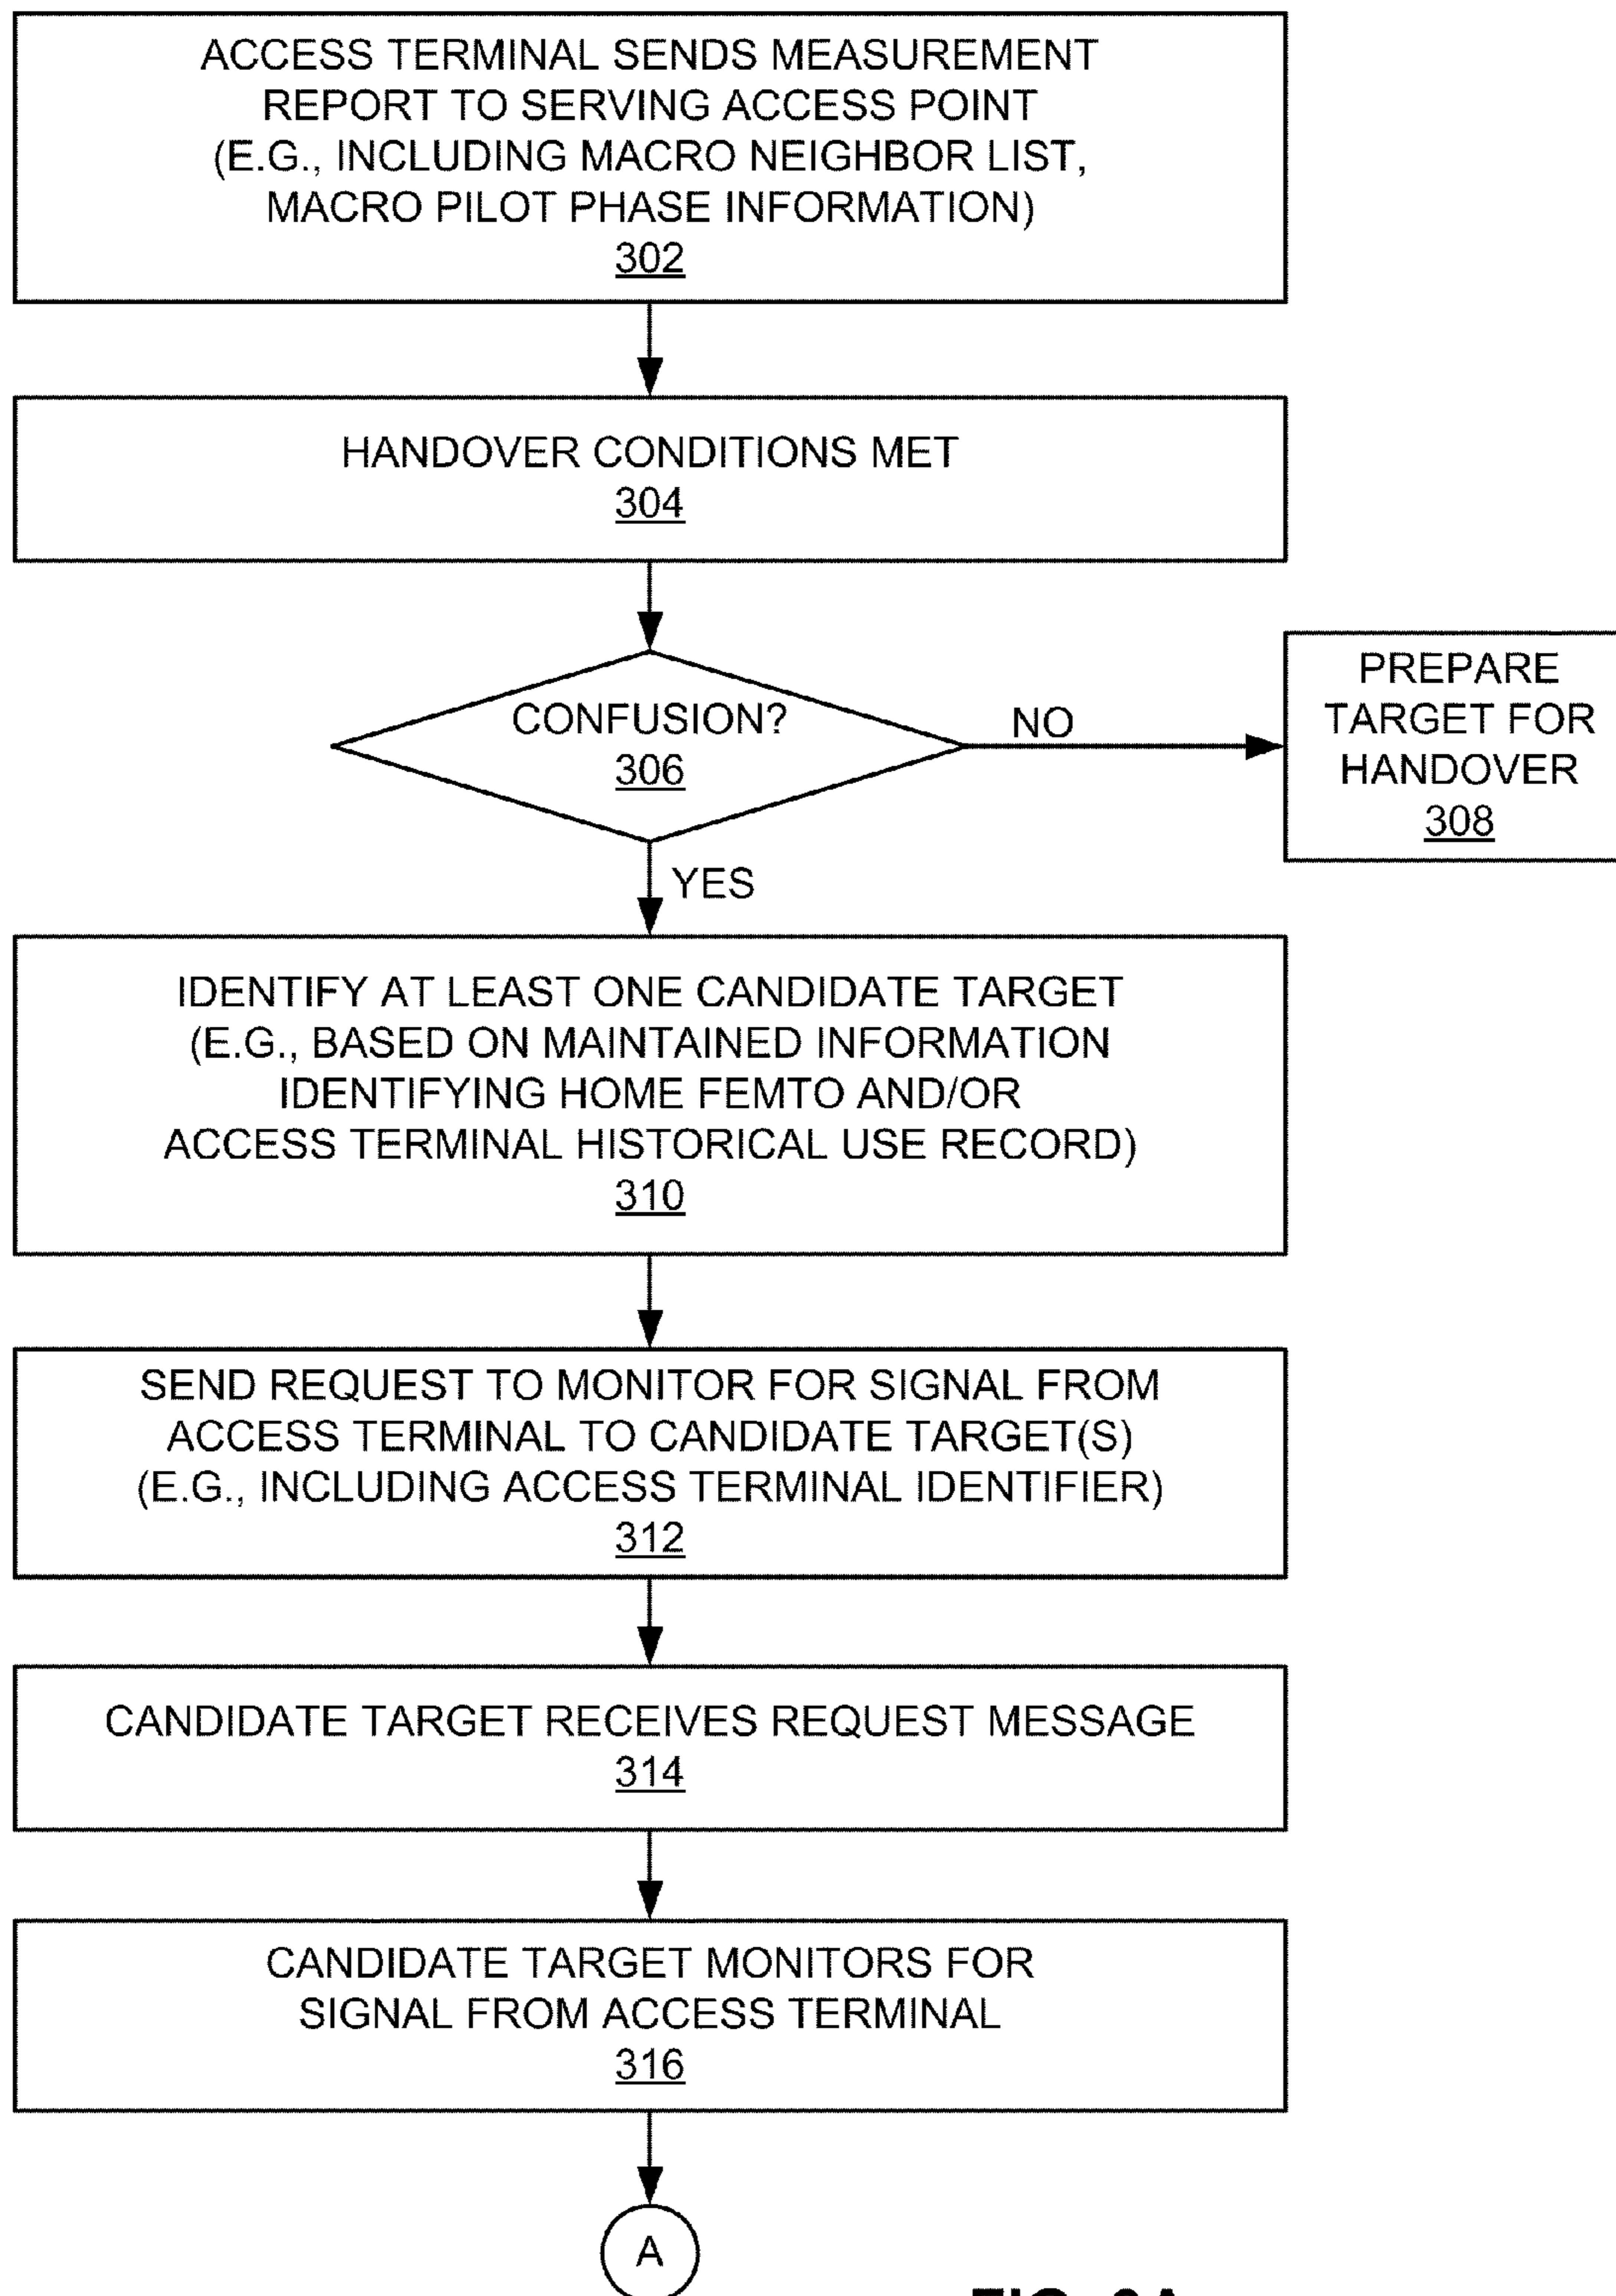 ACCESS TERMINAL SENDS MEASUREMENT
REPORT TO SERVING ACCESS POINT
(E.G., INCLUDING MACRO NEIGHBOR LIST,
MACRO PILOT PHASE INFORMATION)
302
HANDOVER CONDITIONS MET
304
CONFUSION?
306
NO
PREPARE
TARGET FOR
HANDOVER
308
YES
IDENTIFY AT LEAST ONE CANDIDATE TARGET
(E.G., BASED ON MAINTAINED INFORMATION
IDENTIFYING HOME FEMTO AND/OR
ACCESS TERMINAL HISTORICAL USE RECORD)
310
SEND REQUEST TO MONITOR FOR SIGNAL FROM
ACCESS TERMINAL TO CANDIDATE TARGET(S)
(E.G., INCLUDING ACCESS TERMINAL IDENTIFIER)
312
CANDIDATE TARGET RECEIVES REQUEST MESSAGE
314
CANDIDATE TARGET MONITORS FOR
SIGNAL FROM ACCESS TERMINAL
316
A